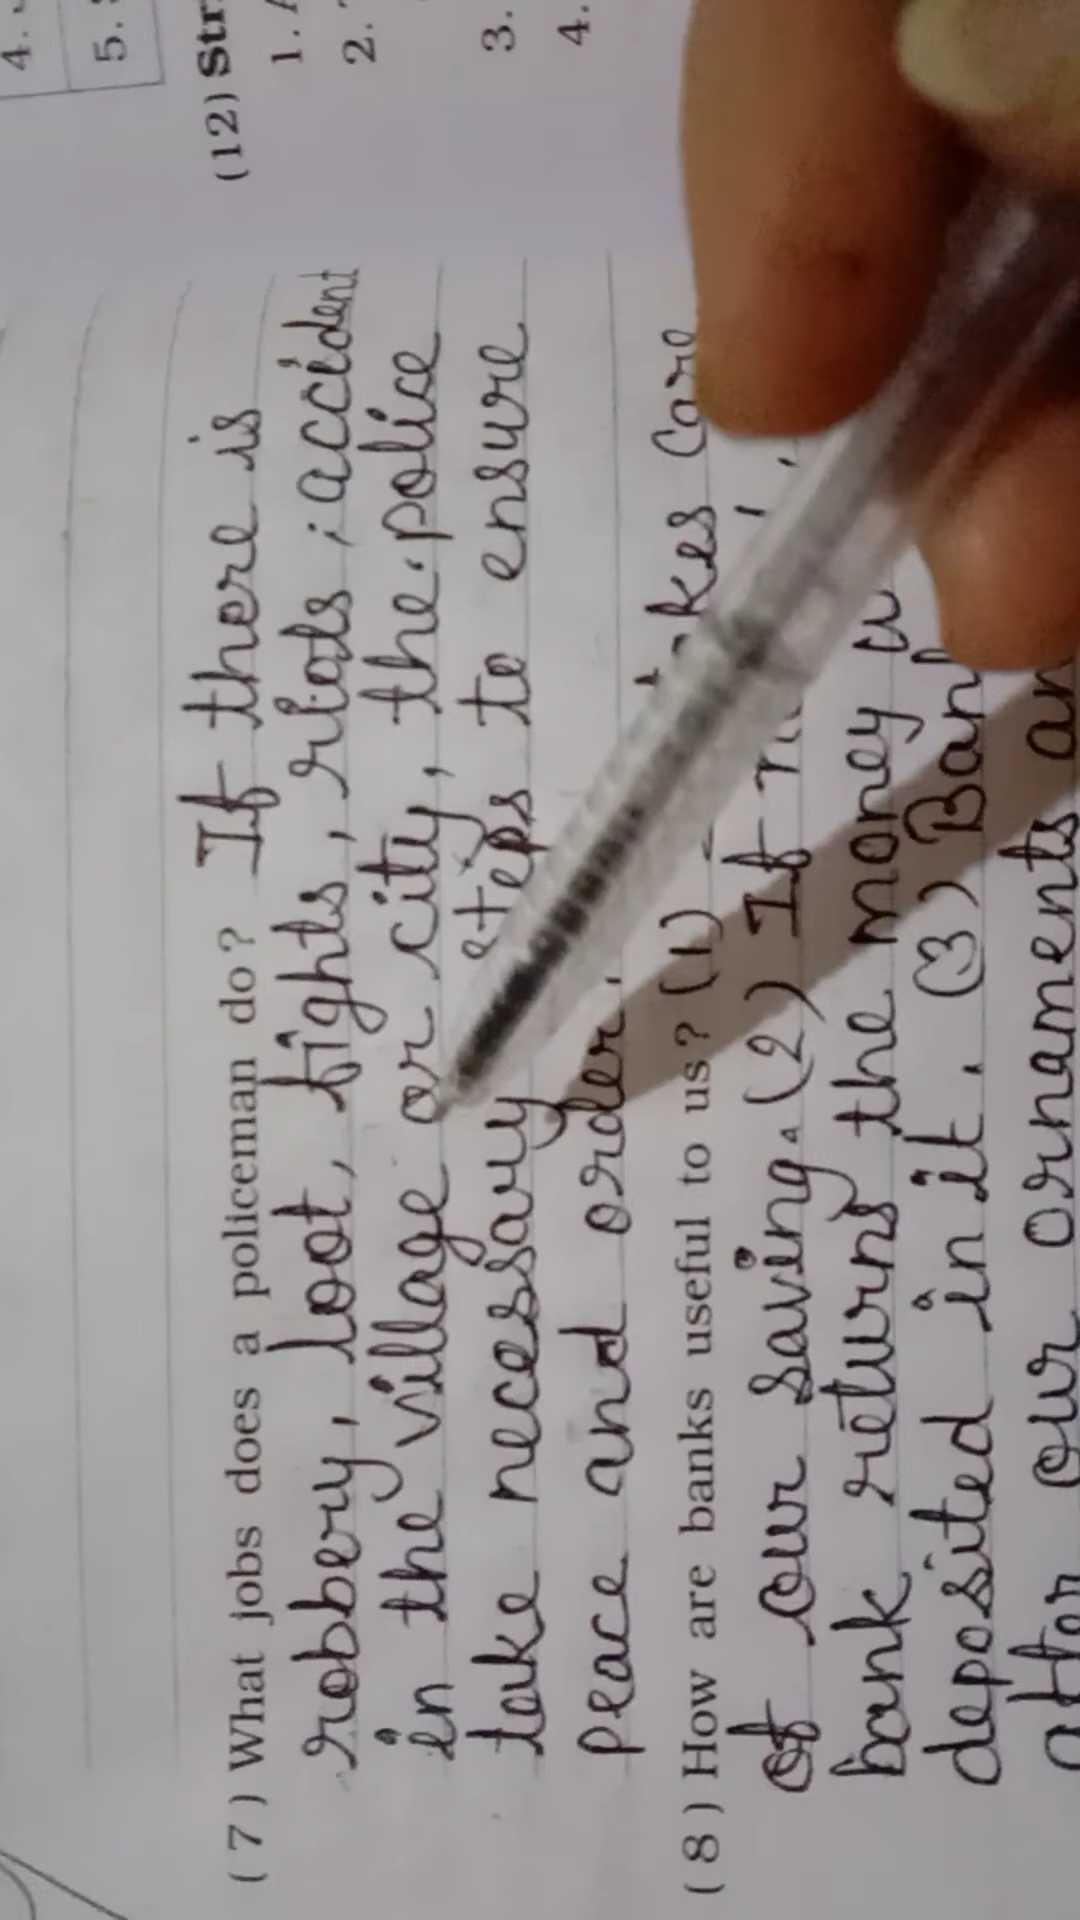 4.
5.
(12) Str
1.
2.
3.
4.
(7) What jobs does a policeman do? If there is
robbery, loot, fights, riots, accident
in the village or city, the police
take necessary steps to ensure
peace and order.
(8) How are banks useful to us? (1) care
of our saving. (2) If
bank returns the money
deposited in it. (3) Bank
after our ornaments an